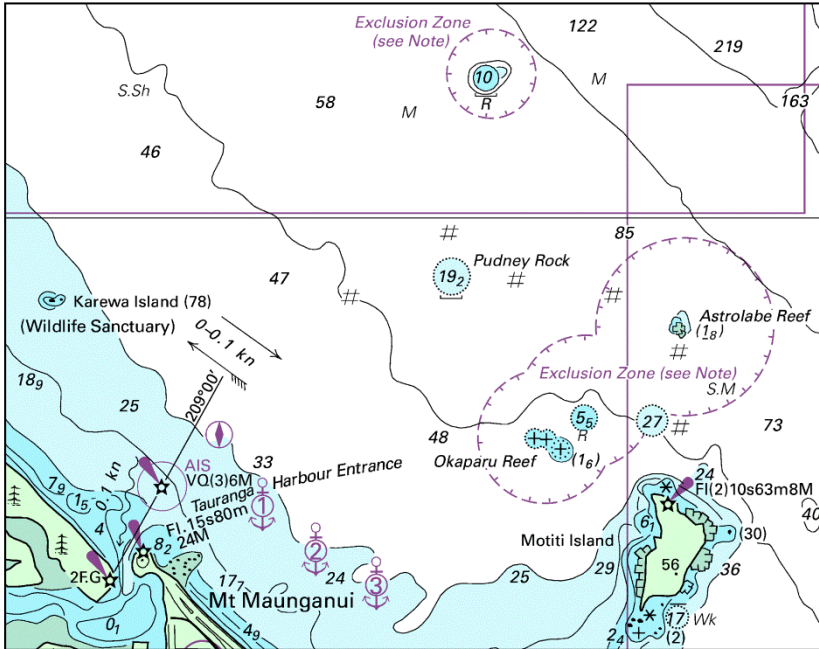 Exclusion Zone
(see Note)
122
219
10
R
M
163
S.Sh
58
M
46
85
19₂
Pudney Rock
47
Karewa Island (78)
(Wildlife Sanctuary)
0–0.1 kn
Astrolabe Reef
(1₈)
Exclusion Zone (see Note)
S.M
18₉
25
209°00'
5₅
R
27
73
48
Okaparu Reef
(1₆)
AIS
VQ(3)6M
33
Harbour Entrance
Tauranga
24
Fl(2)10s63m8M
7₉
1₅
0.1 kn
4
1
Fl.15s80m
24M
8₂
2
Motiti Island
6₁
(30)
40
2F.G
17₁
24
3
25
29
56
36
Mt Maunganui
0₁
4₉
2₄
17
Wk
(2)